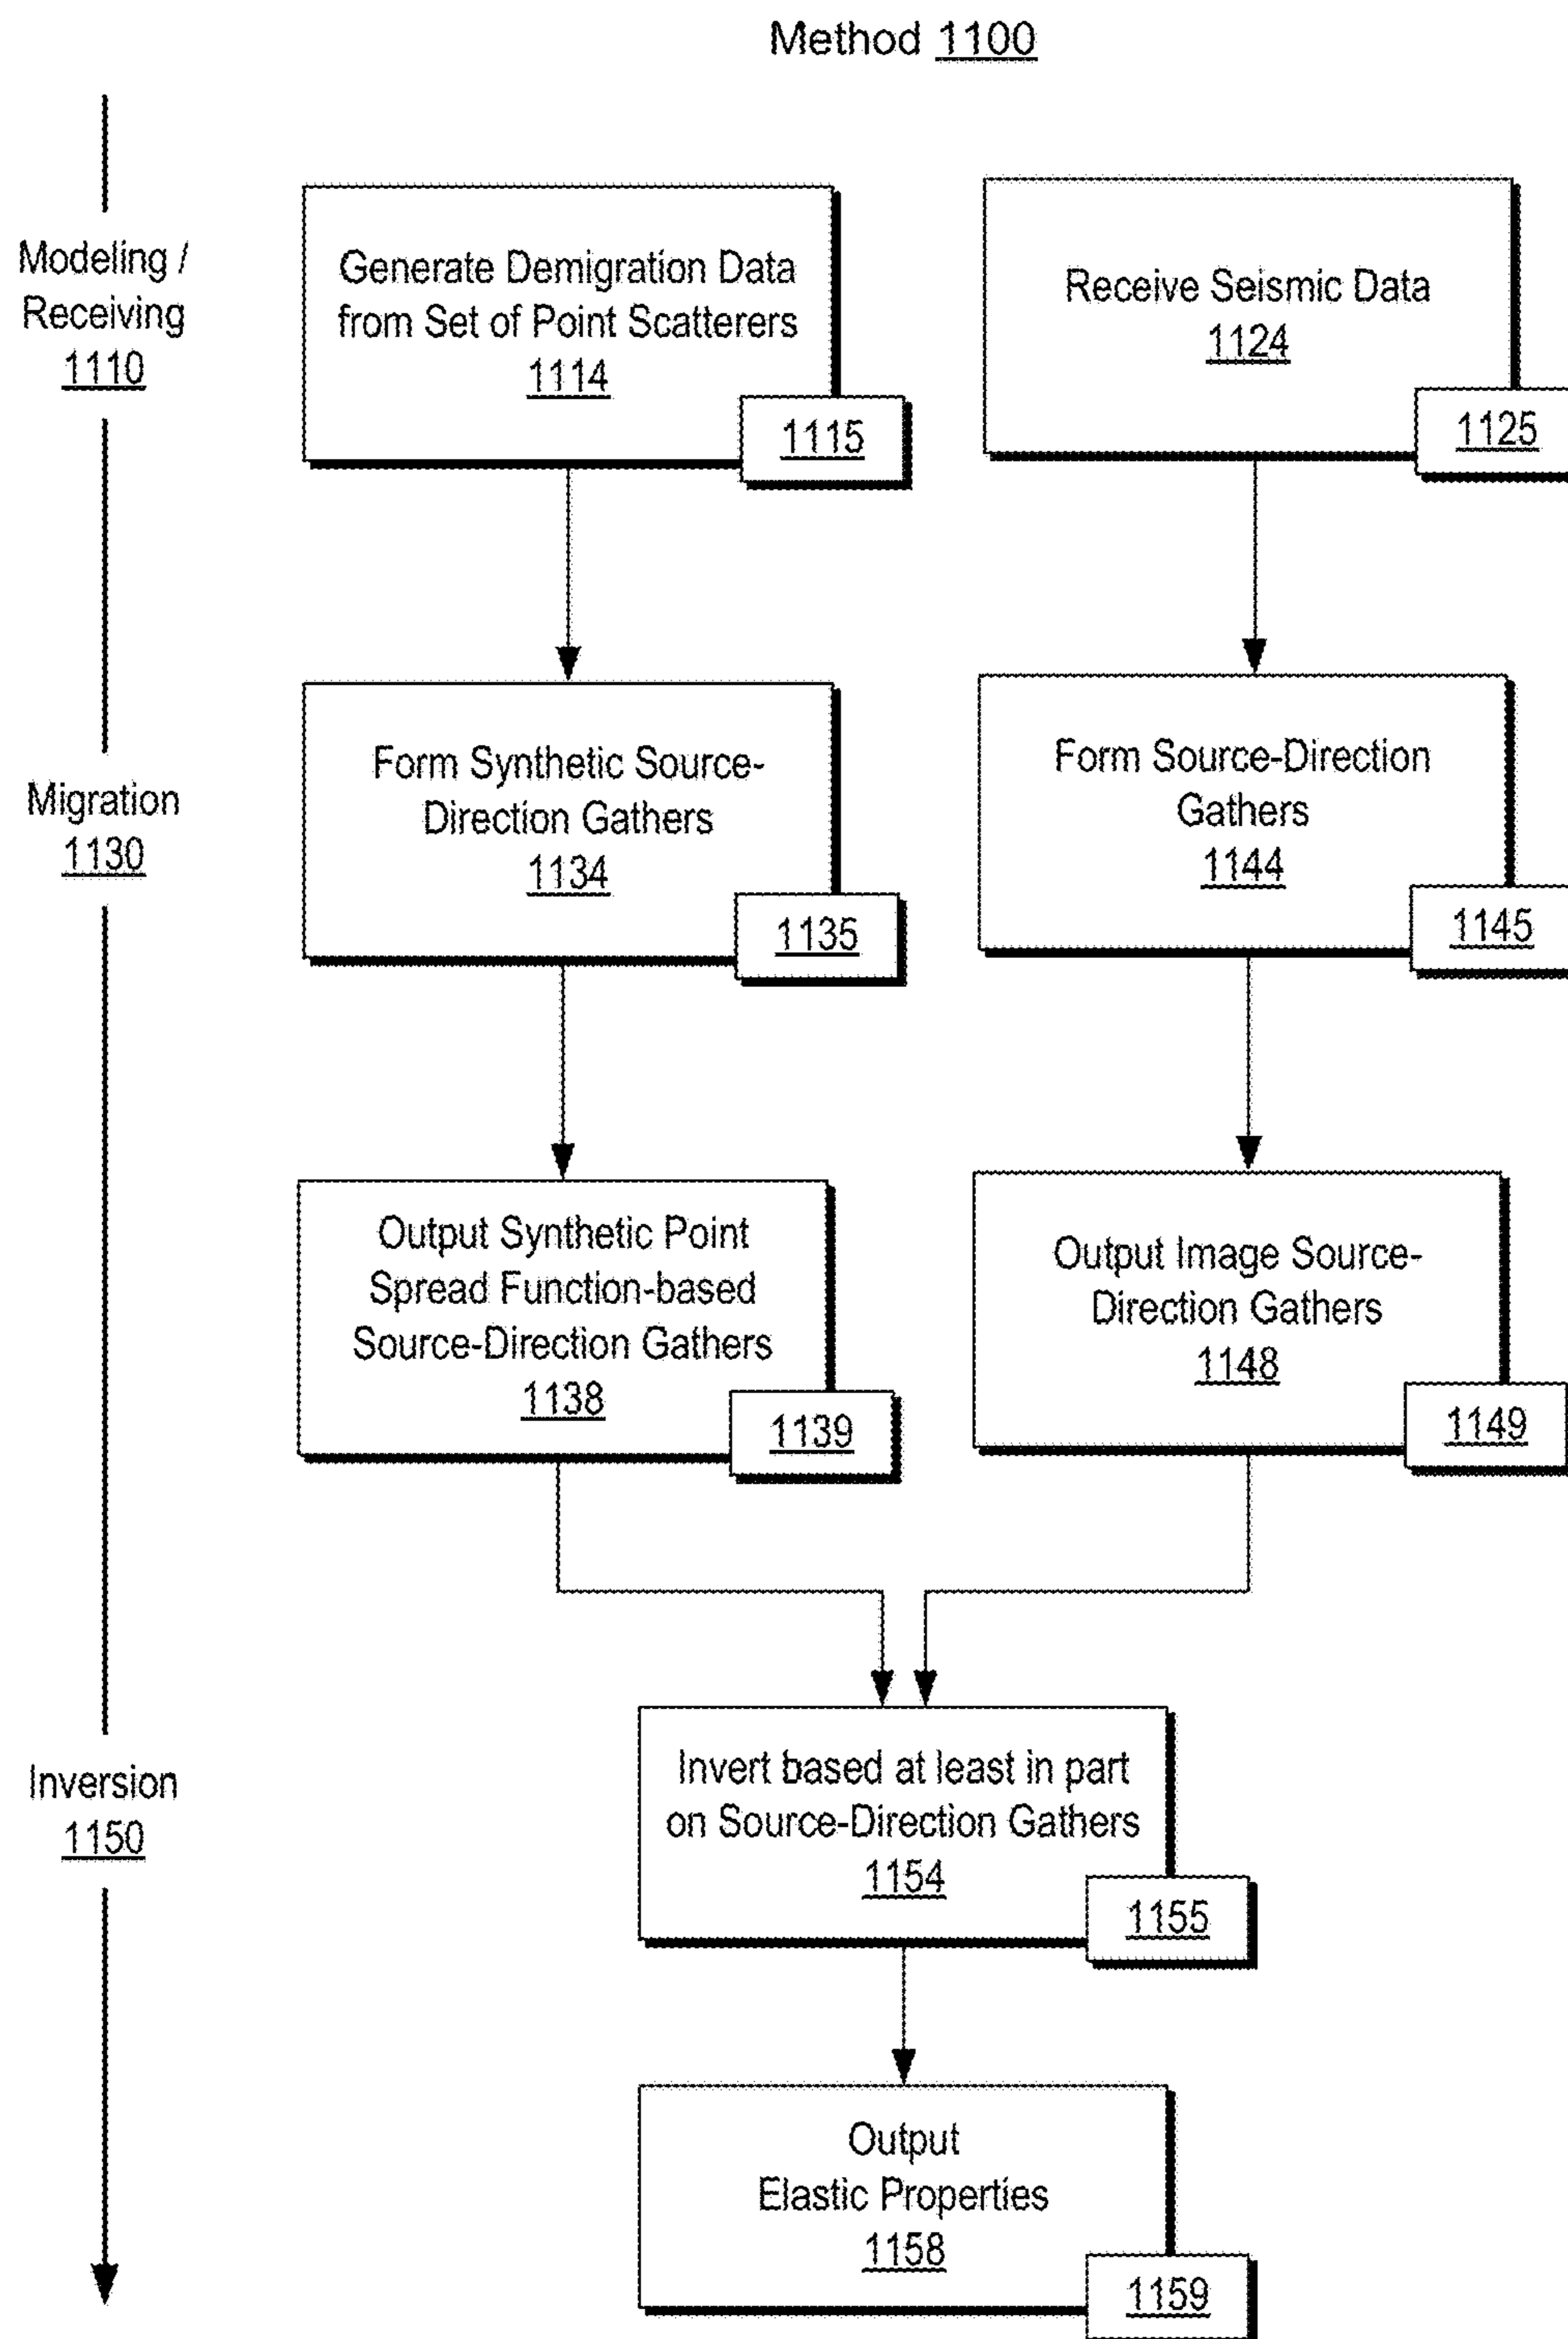 Method 1100
Modeling /
Receiving
1110
Generate Demigration Data
from Set of Point Scatterers
1114
1115
Receive Seismic Data
1124
1125
Migration
1130
Form Synthetic Source-
Direction Gathers
1134
1135
Form Source-Direction
Gathers
1144
1145
Output Synthetic Point
Spread Function-based
Source-Direction Gathers
1138
1139
Output Image Source-
Direction Gathers
1148
1149
Inversion
1150
Invert based at least in part
on Source-Direction Gathers
1154
1155
Output
Elastic Properties
1158
1159